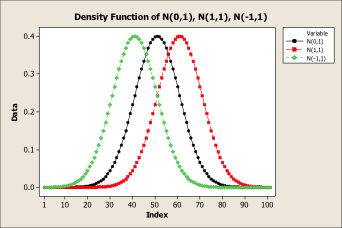 Density Function of N(0,1), N(1,1), N(-1,1)
Variable
N(0,1)
N(1,1)
N(-1,1)
Data
0.4
0.3
0.2
0.1
0.0
1 10 20 30 40 50 60 70 80 90 100
Index